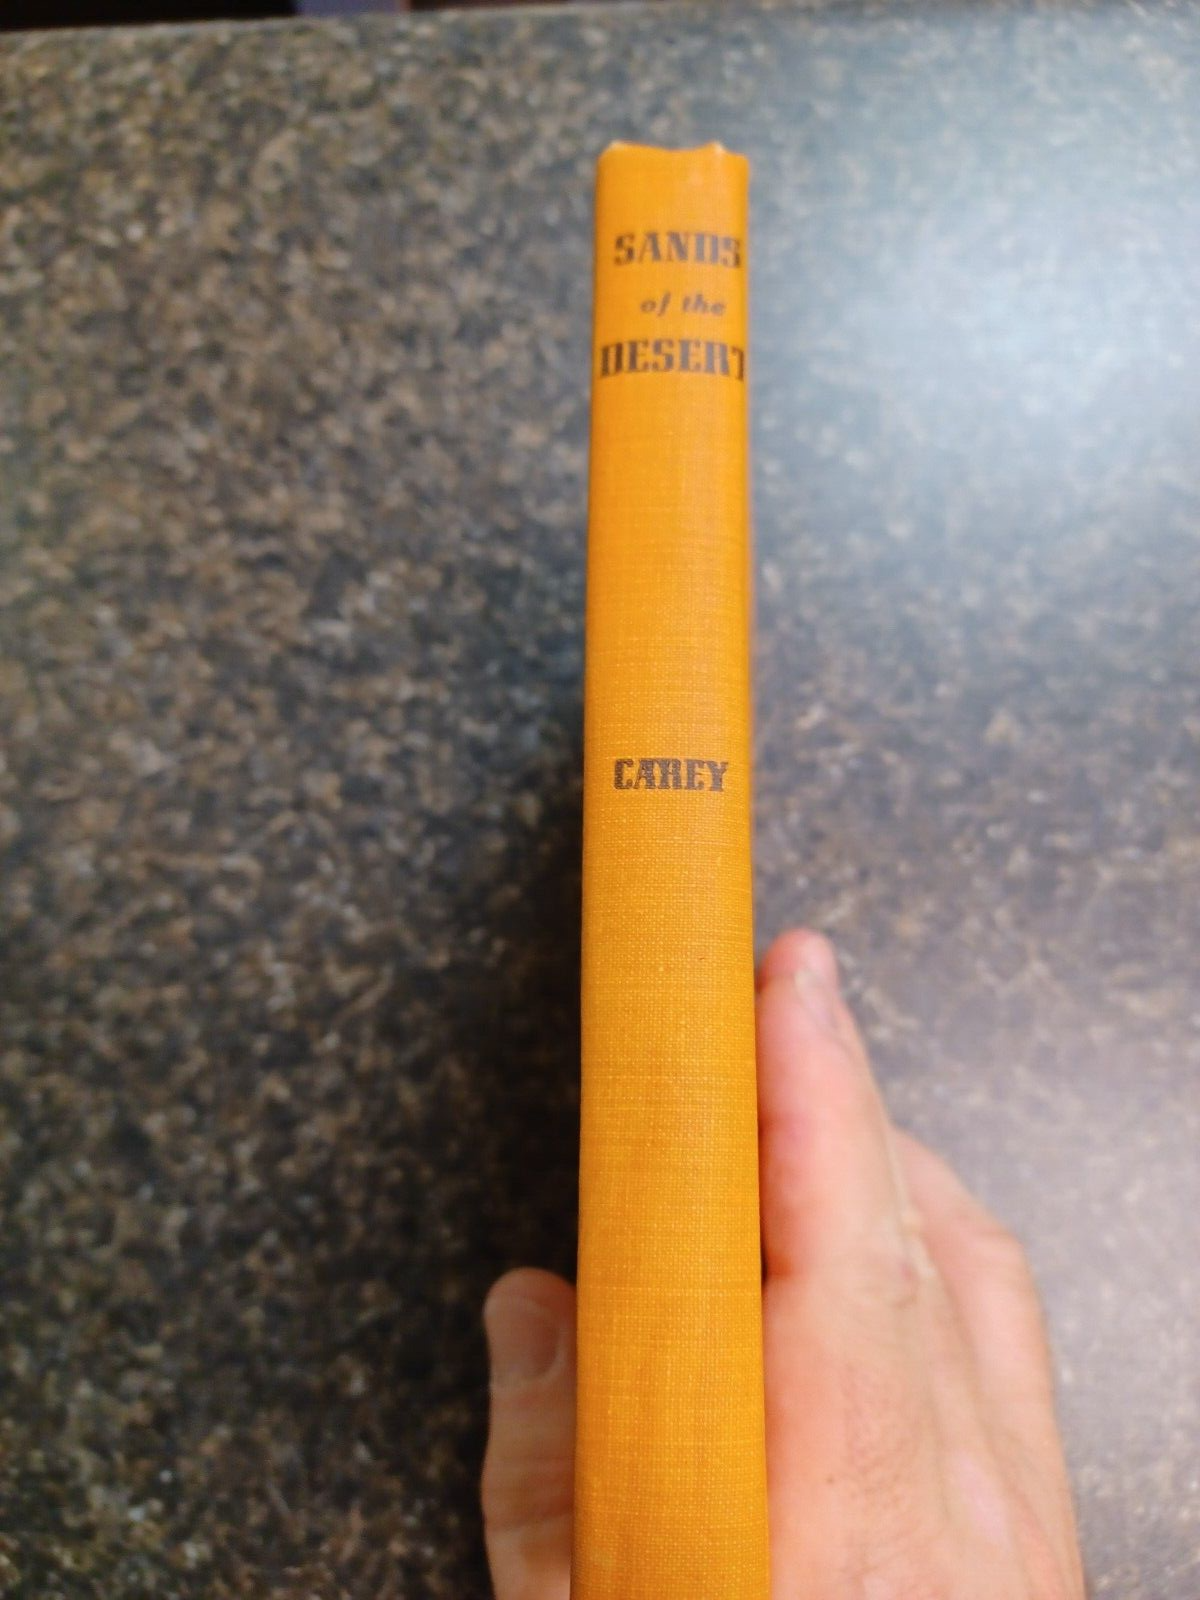 SANDS
of the
DESERT
CAREY